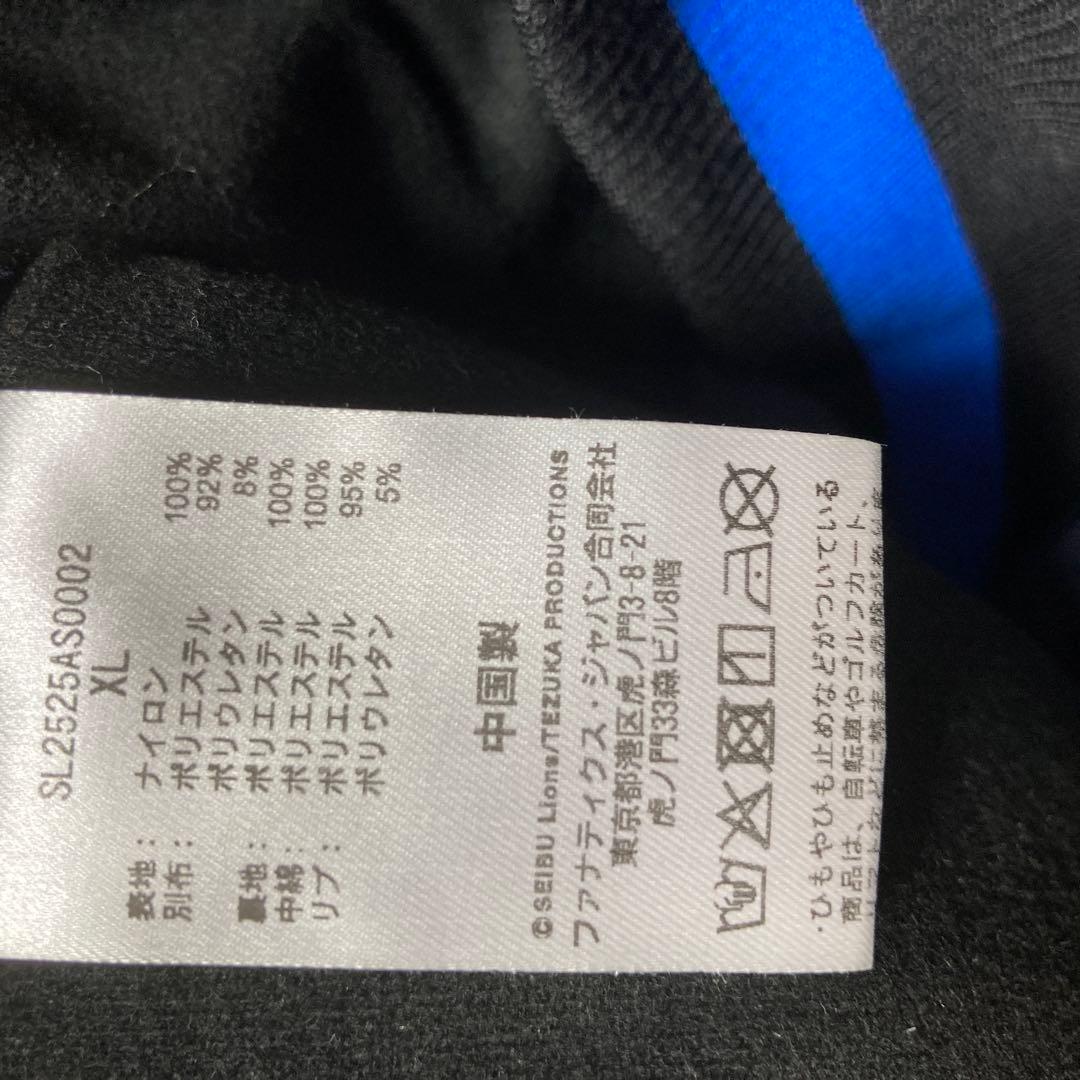 SL2525AS0002
XL
表地： ナイロン 100%
別布： ポリエステル 92%
ポリウレタン 8%
裏地： ポリエステル 100%
中綿： ポリエステル 100%
リブ： ポリエステル 95%
ポリウレタン 5%
中国製
©SEIBU Lions/TEZUKA PRODUCTIONS
ファナティクス・ジャパン合同会社
東京都港区虎ノ門3-8-21
虎ノ門33森ビル8階
・ひもやひも止めなどがついている
商品は、自転車やゴルフカート、